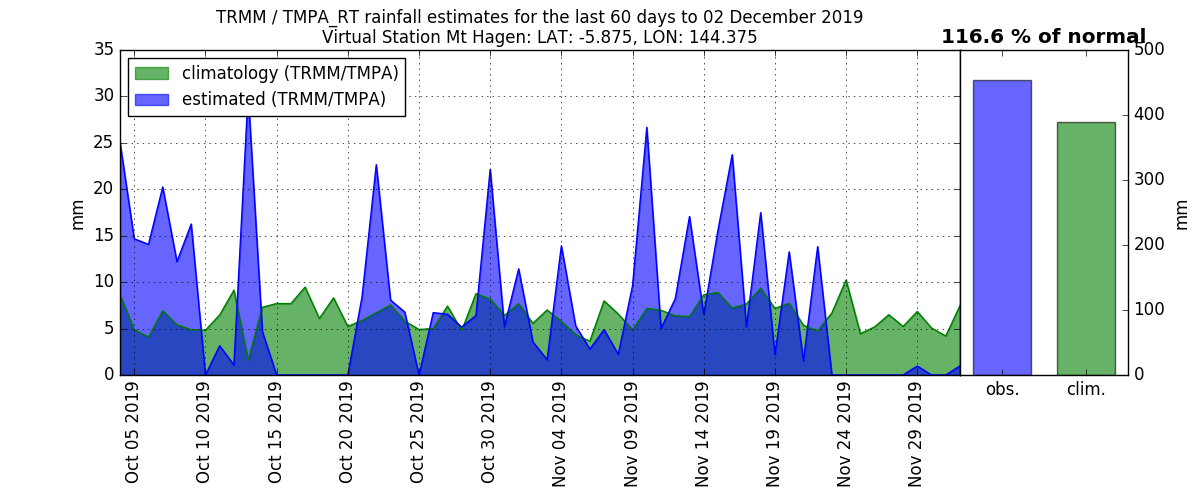 TRMM / TMPA_RT rainfall estimates for the last 60 days to 02 December 2019
Virtual Station Mt Hagen: LAT: -5.875, LON: 144.375
116.6 % of normal
climatology (TRMM/TMPA)
estimated (TRMM/TMPA)
35
30
25
20
15
10
5
0
mm
Oct 05 2019
Oct 10 2019
Oct 15 2019
Oct 20 2019
Oct 25 2019
Oct 30 2019
Nov 04 2019
Nov 09 2019
Nov 14 2019
Nov 19 2019
Nov 24 2019
Nov 29 2019
obs.
clim.
500
400
300
200
100
0
mm